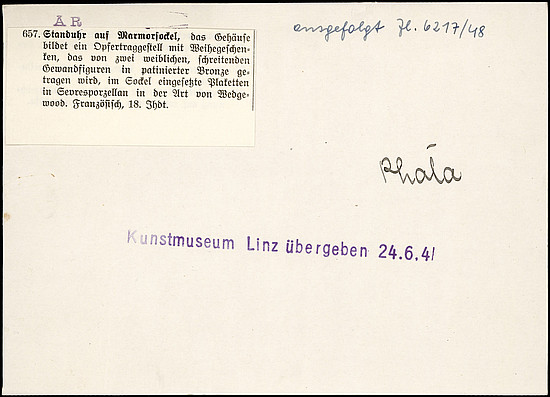 AR
ausgefolgt Zl. 6217/48
657. Standuhr auf Marmorsockel, das Gehäuse
bildet ein Opfertraggestell mit Weihegeschen-
ken, das von zwei weiblichen, schreitenden
Gewandfiguren in patinierter Bronze ge-
tragen wird, im Sockel eingesetzte Plaketten
in Sevresporzellan in der Art von Wedge-
wood. Französisch, 18. Jhdt.
Kunstmuseum Linz übergeben 24.6.41